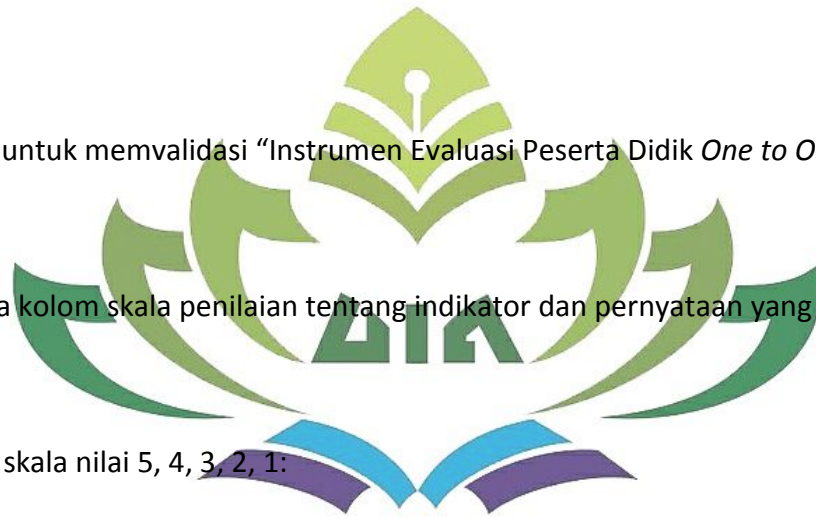 untuk memvalidasi “Instrumen Evaluasi Peserta Didik One to O
a kolom skala penilaian tentang indikator dan pernyataan yang
skala nilai 5, 4, 3, 2, 1: